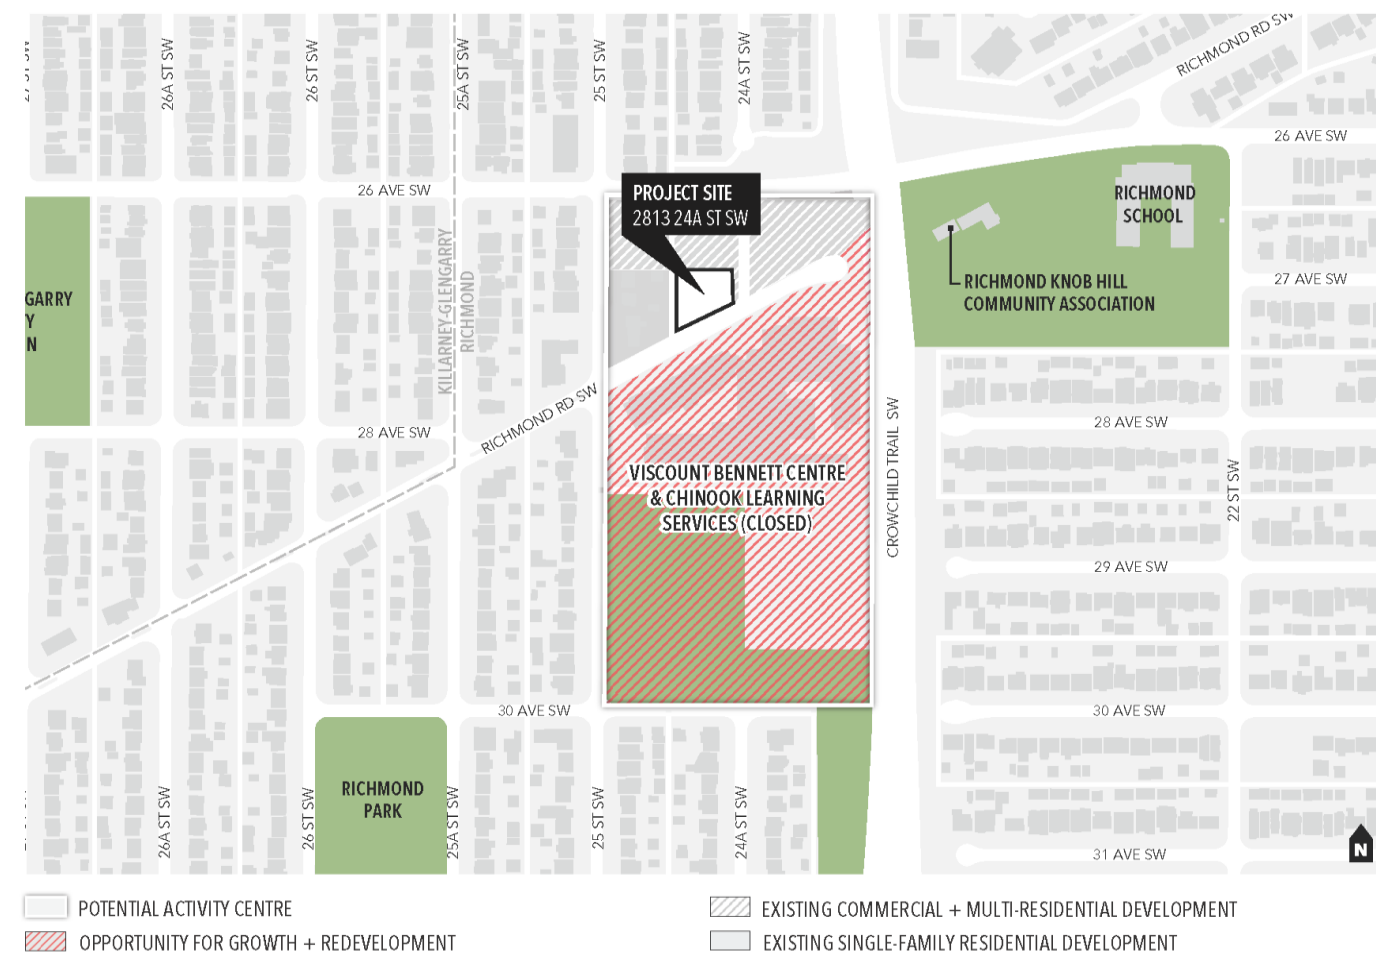 27 ST SW
26A ST SW
26 ST SW
25A ST SW
25 ST SW
24A ST SW
RICHMOND RD SW
26 AVE SW
26 AVE SW
PROJECT SITE
2813 24A ST SW
RICHMOND
SCHOOL
RICHMOND KNOB HILL
COMMUNITY ASSOCIATION
27 AVE SW
GARRY
Y
N
KILLARNEY-GLENGARRY
RICHMOND
28 AVE SW
RICHMOND RD SW
CROWCHILD TRAIL SW
28 AVE SW
22 ST SW
VISCOUNT BENNETT CENTRE
& CHINOOK LEARNING
SERVICES (CLOSED)
29 AVE SW
30 AVE SW
30 AVE SW
RICHMOND
PARK
26A ST SW
26 ST SW
25A ST SW
25 ST SW
24A ST SW
31 AVE SW
N
POTENTIAL ACTIVITY CENTRE
OPPORTUNITY FOR GROWTH + REDEVELOPMENT
EXISTING COMMERCIAL + MULTI-RESIDENTIAL DEVELOPMENT
EXISTING SINGLE-FAMILY RESIDENTIAL DEVELOPMENT